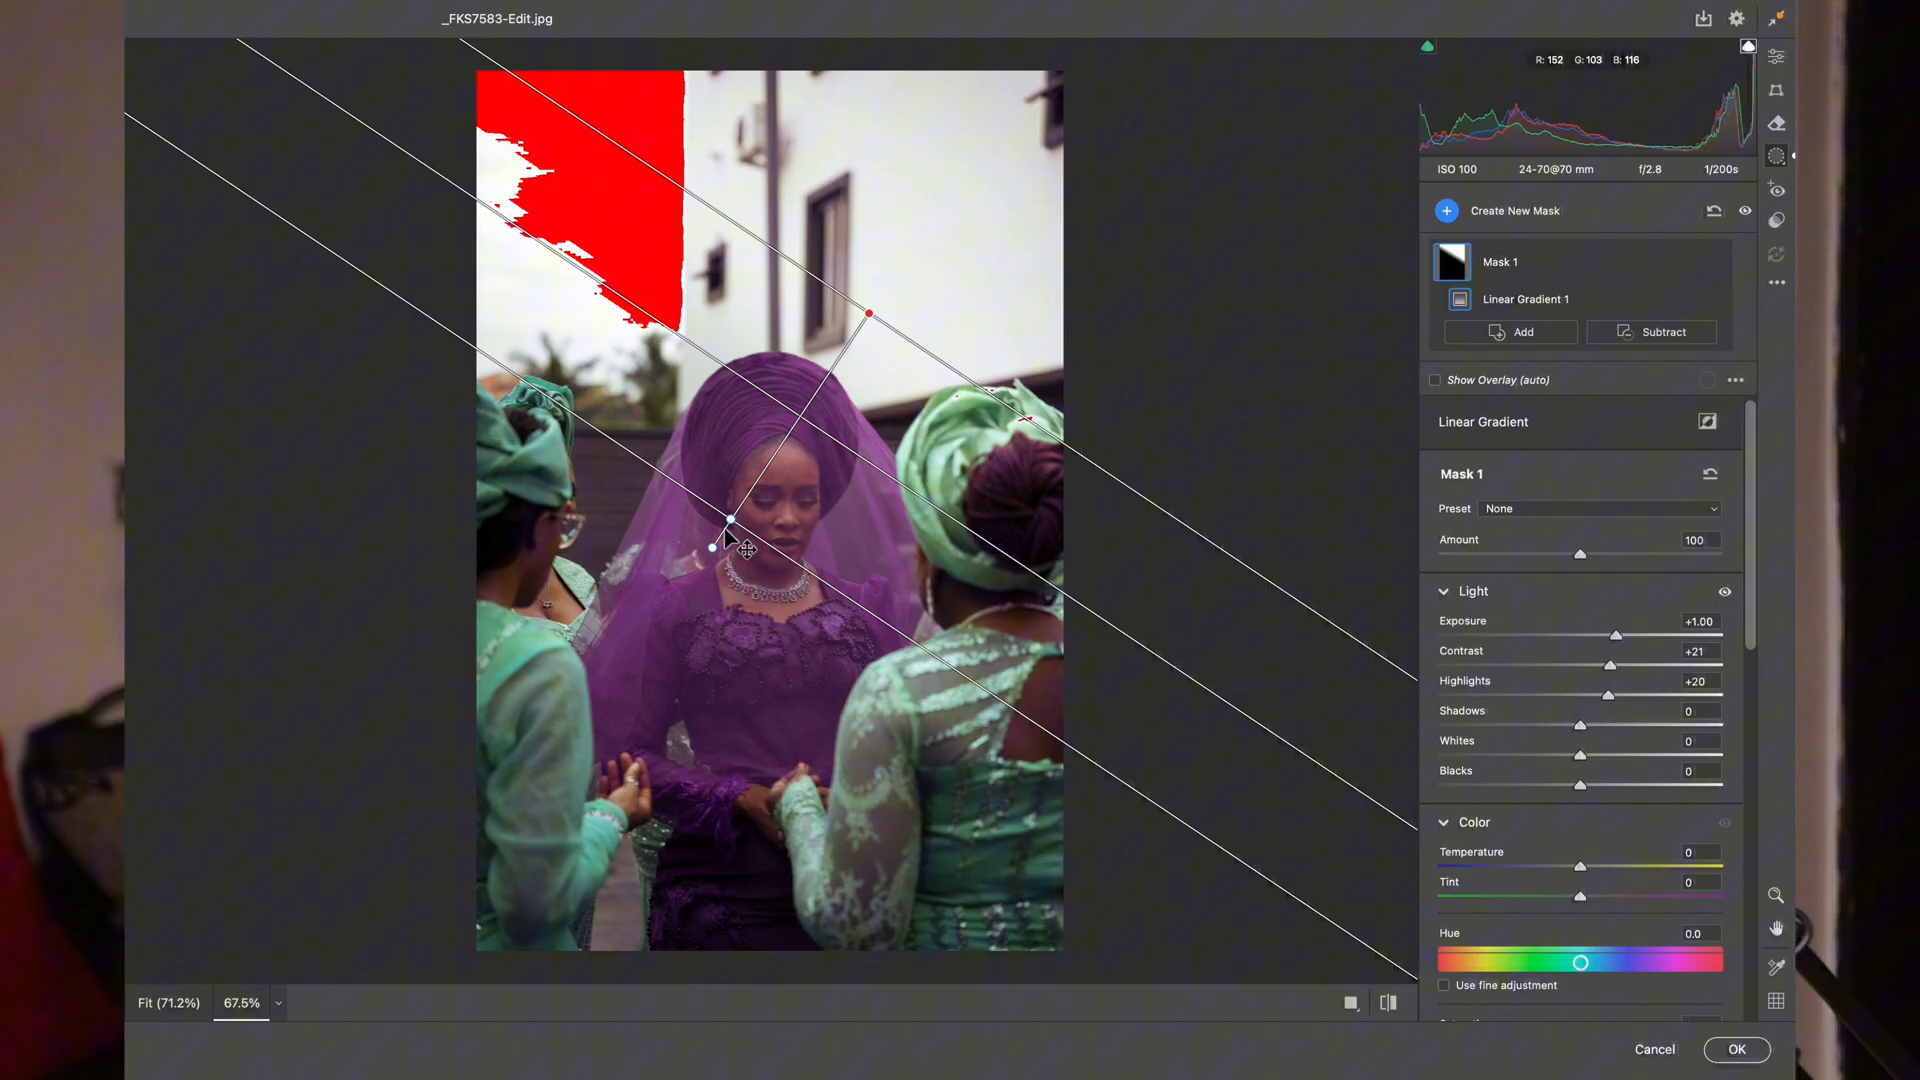 _FKS7583-Edit.jpg
R: 152 G: 103 B: 116
ISO 100 24-70@70 mm f/2.8 1/200s
Create New Mask
Mask 1
Linear Gradient 1
Add Subtract
Show Overlay (auto)
Linear Gradient
Mask 1
Preset None
Amount 100
Light
Exposure +1.00
Contrast +21
Highlights +20
Shadows 0
Whites 0
Blacks 0
Color
Temperature 0
Tint 0
Hue 0.0
Use fine adjustment
Fit (71.2%) 67.5%
Cancel OK